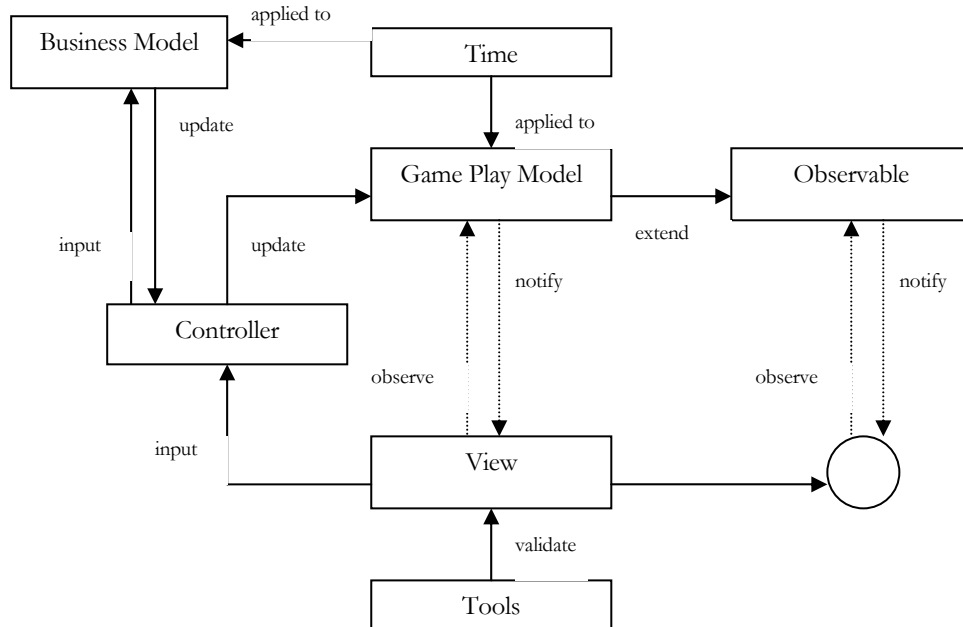 applied to
Business Model
Time
update
applied to
Game Play Model
Observable
input
update
extend
notify
notify
Controller
observe
observe
input
View
validate
Tools